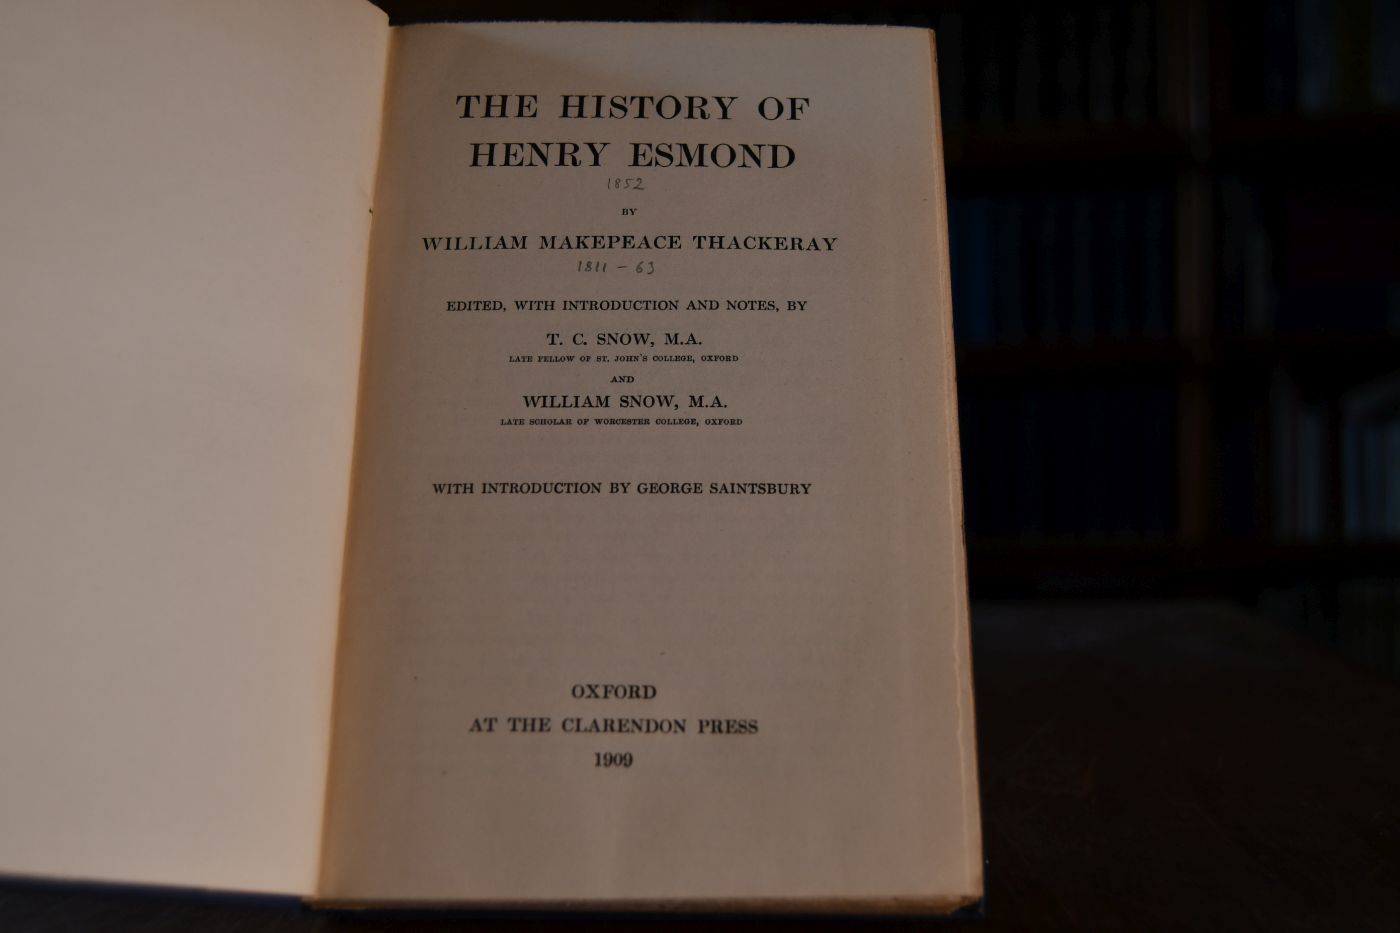 THE HISTORY OF
HENRY ESMOND
1852
BY
WILLIAM MAKEPEACE THACKERAY
1811 – 63
EDITED, WITH INTRODUCTION AND NOTES, BY
T. C. SNOW, M.A.
LATE FELLOW OF ST. JOHN'S COLLEGE, OXFORD
AND
WILLIAM SNOW, M.A.
LATE SCHOLAR OF WORCESTER COLLEGE, OXFORD
WITH INTRODUCTION BY GEORGE SAINTSBURY
OXFORD
AT THE CLARENDON PRESS
1909